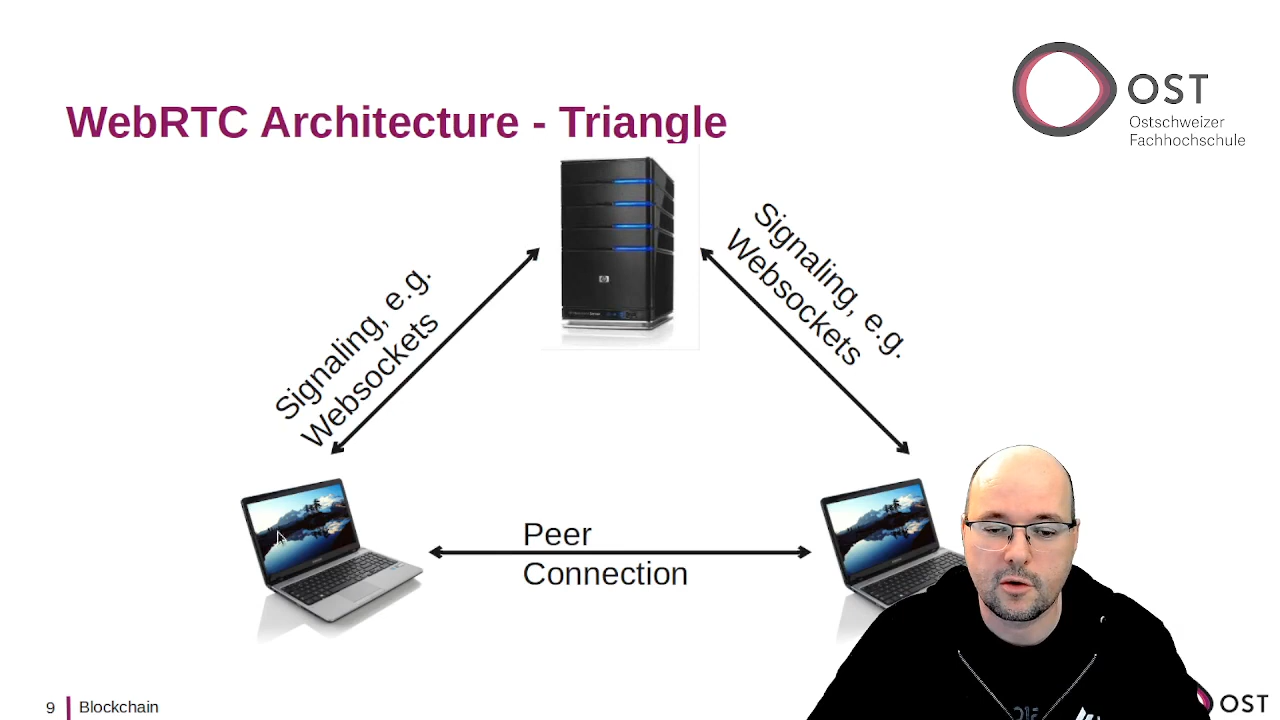 WebRTC Architecture - Triangle
OST
Ostschweizer
Fachhochschule
Signaling, e.g.
Websockets
Signaling, e.g.
Websockets
Peer
Connection
9
Blockchain
OST